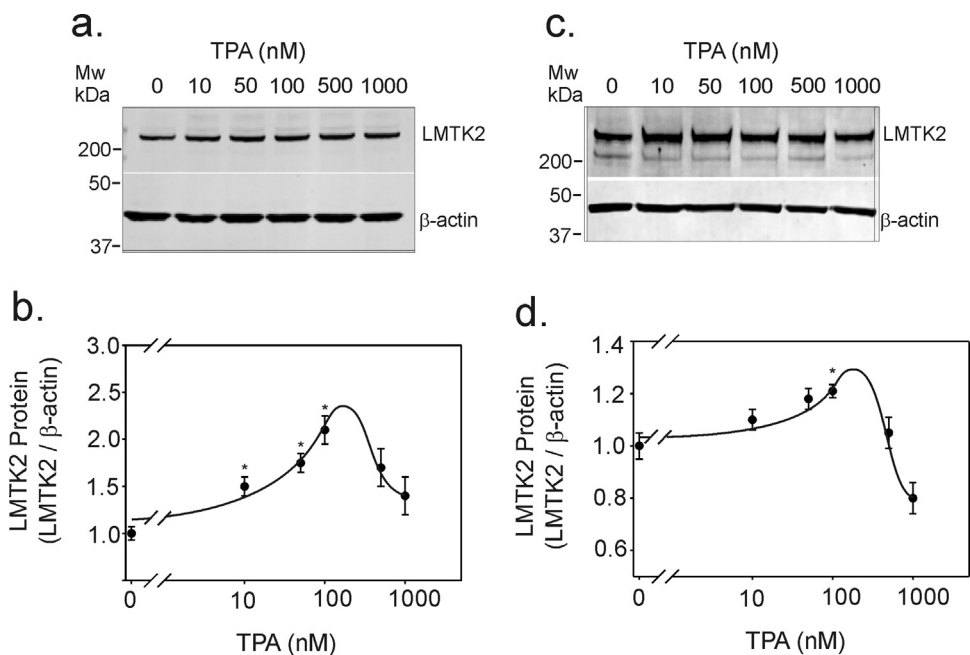 a.
TPA (nM)
Mw
kDa
0 10 50 100 500 1000
LMTK2
200
50
β-actin
37
c.
TPA (nM)
Mw
kDa
0 10 50 100 500 1000
LMTK2
200
50
β-actin
37
b.
LMTK2 Protein
(LMTK2 / β-actin)
3.0
2.5
2.0
1.5
1.0
* * *
0 10 100 1000
TPA (nM)
d.
LMTK2 Protein
(LMTK2 / β-actin)
1.4
1.2
1.0
0.8
0.6
*
0 10 100 1000
TPA (nM)